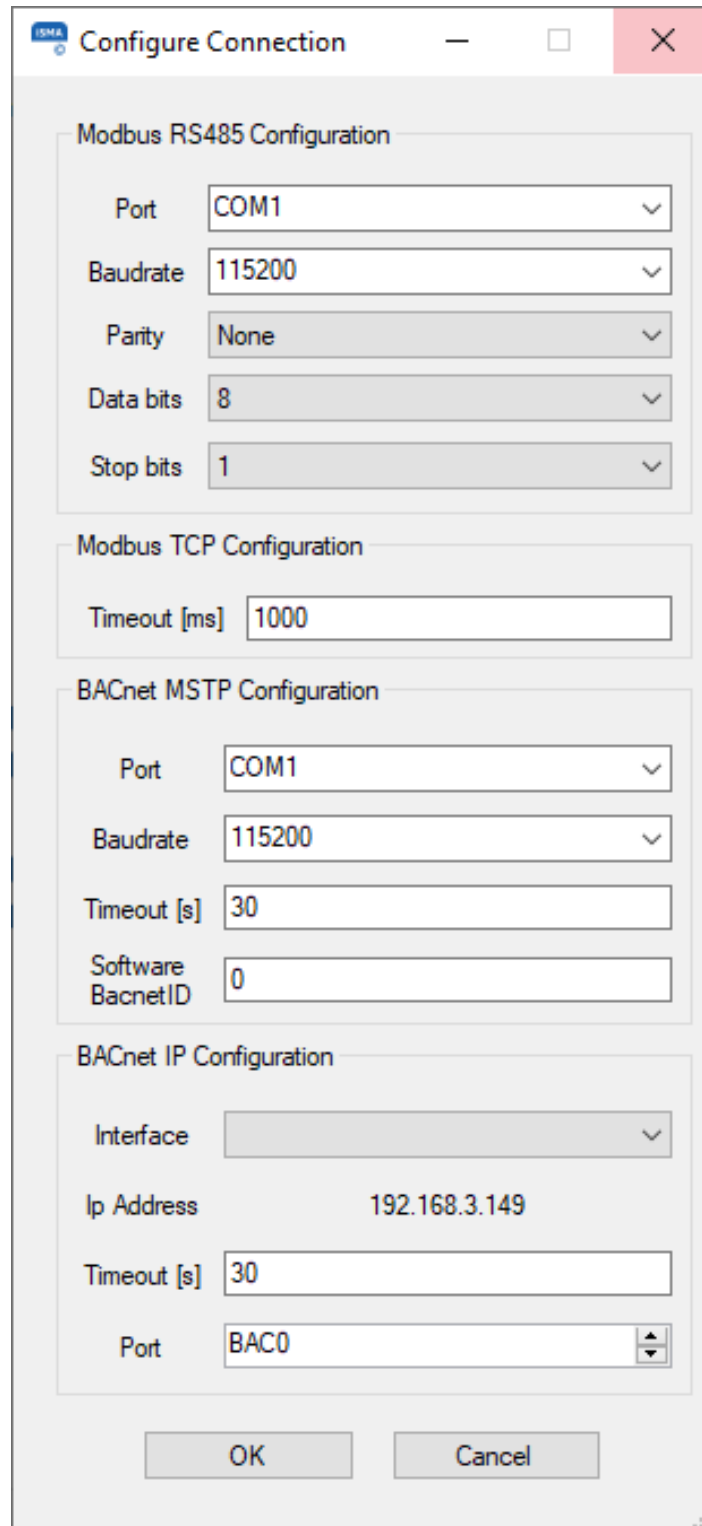 ISMA
© Configure Connection
Modbus RS485 Configuration
Port COM1
Baudrate 115200
Parity None
Data bits 8
Stop bits 1
Modbus TCP Configuration
Timeout [ms] 1000
BACnet MSTP Configuration
Port COM1
Baudrate 115200
Timeout [s] 30
Software
BacnetID 0
BACnet IP Configuration
Interface
Ip Address 192.168.3.149
Timeout [s] 30
Port BAC0
OK Cancel